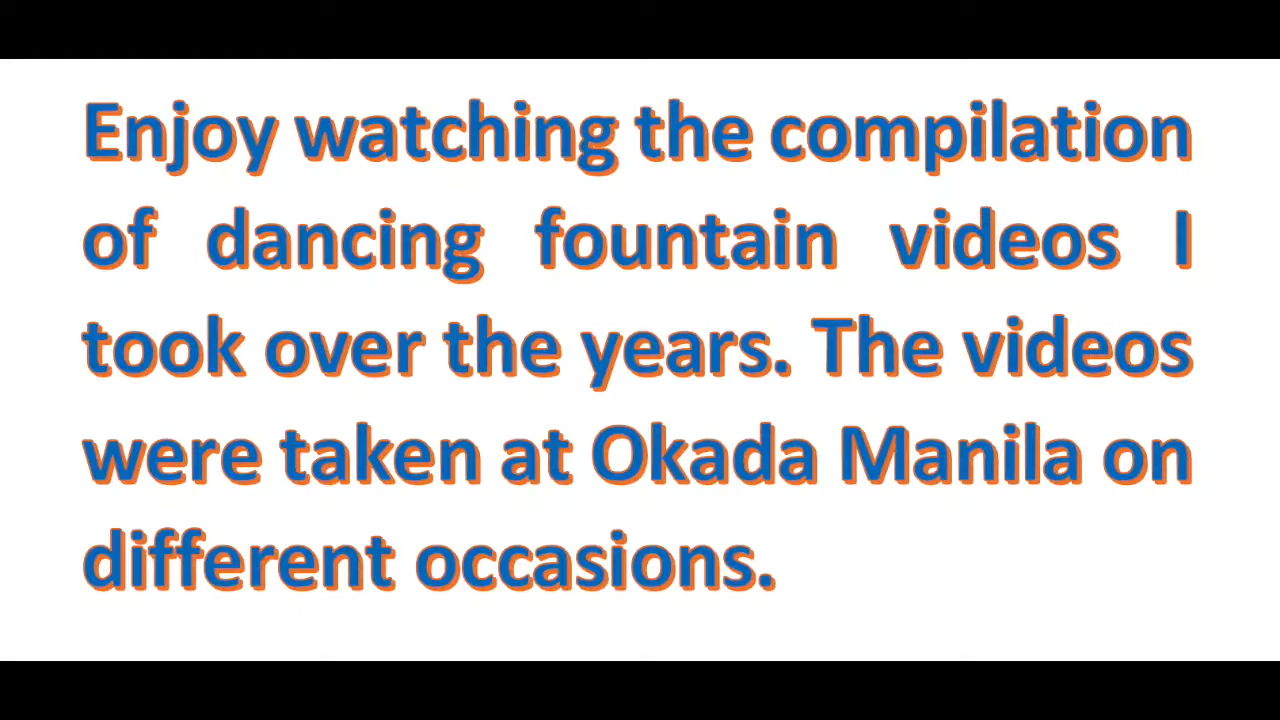 Enjoy watching the compilation
of dancing fountain videos I
took over the years. The videos
were taken at Okada Manila on
different occasions.